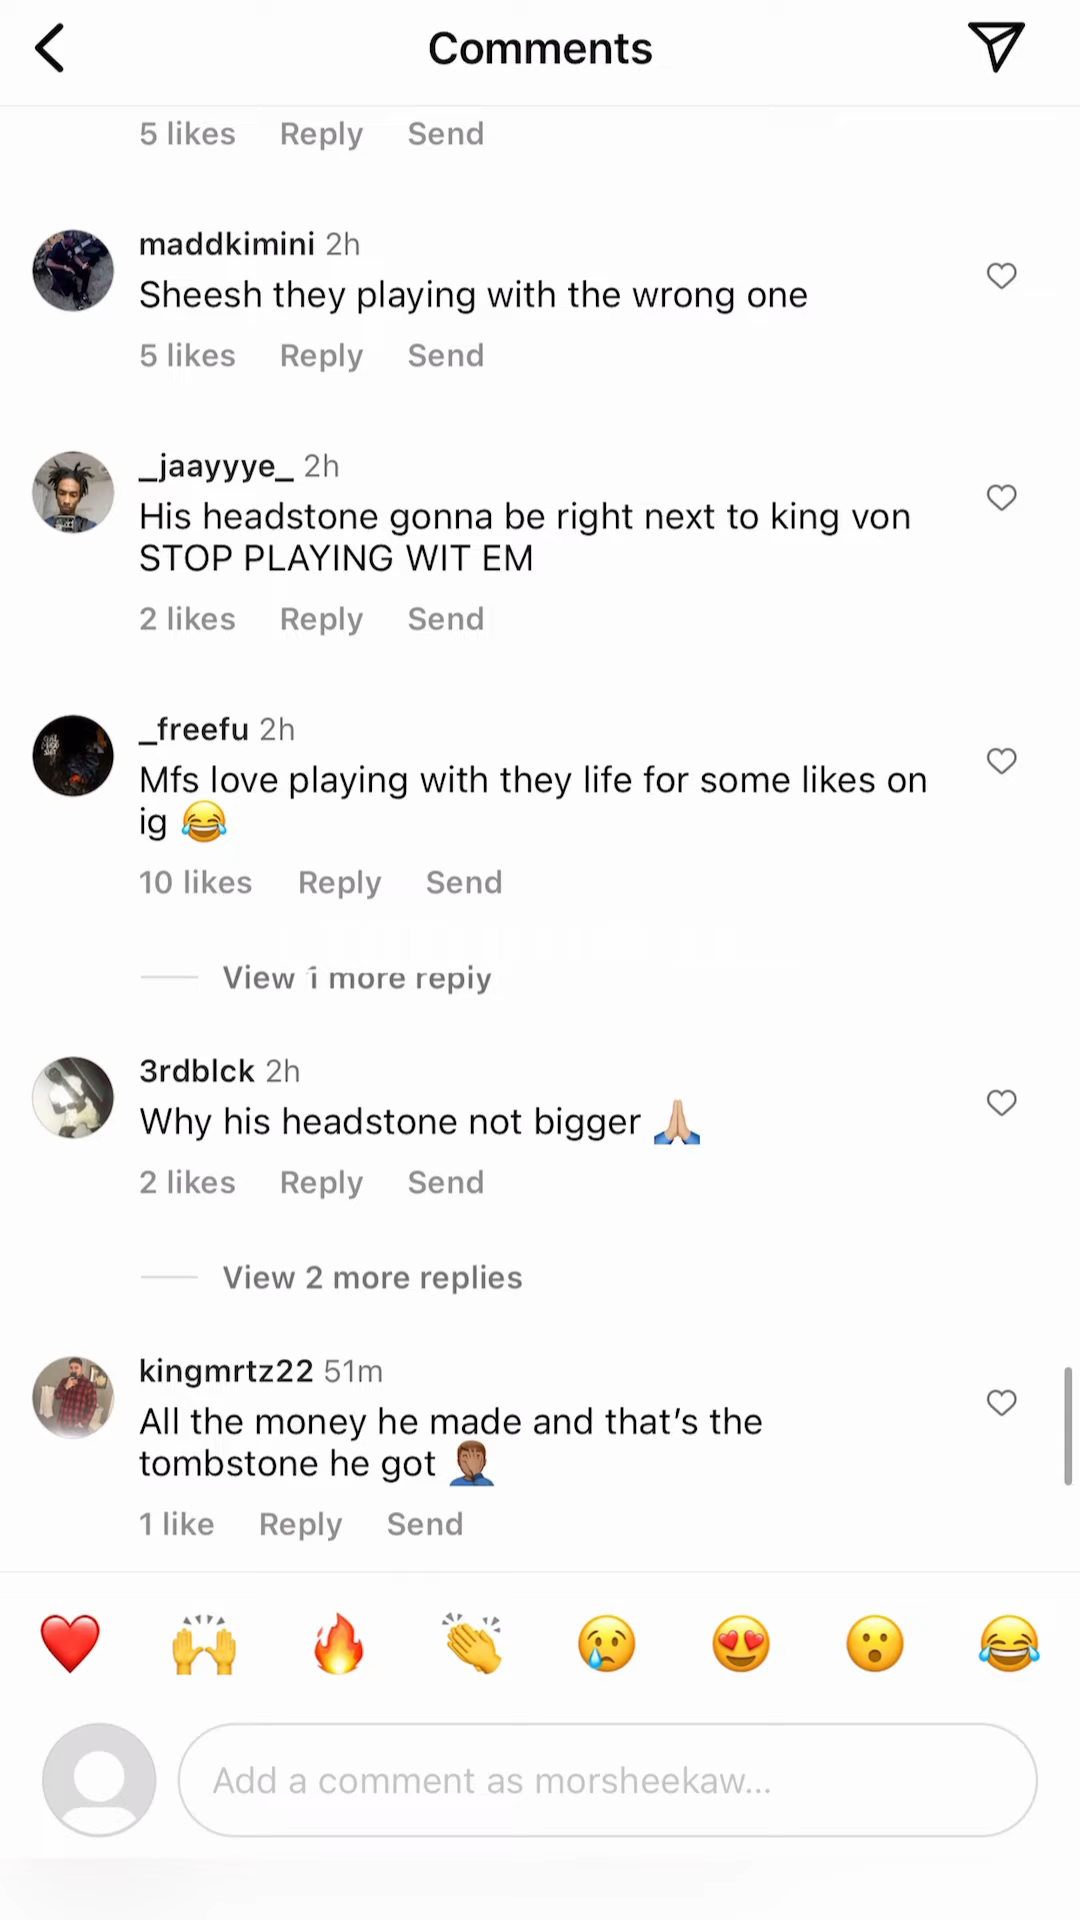 Comments
5 likes Reply Send
maddkimini 2h
Sheesh they playing with the wrong one
5 likes Reply Send
_jaayyye_ 2h
His headstone gonna be right next to king von
STOP PLAYING WIT EM
2 likes Reply Send
_freefu 2h
Mfs love playing with they life for some likes on
ig 😂
10 likes Reply Send
View 1 more reply
3rdblck 2h
Why his headstone not bigger 🙏🏼
2 likes Reply Send
View 2 more replies
kingmrtz22 51m
All the money he made and that's the
tombstone he got 🤦🏾‍♂️
1 like Reply Send
❤️ 🙌 🔥 👏 😢 😍 😮 😂
Add a comment as morsheekaw...